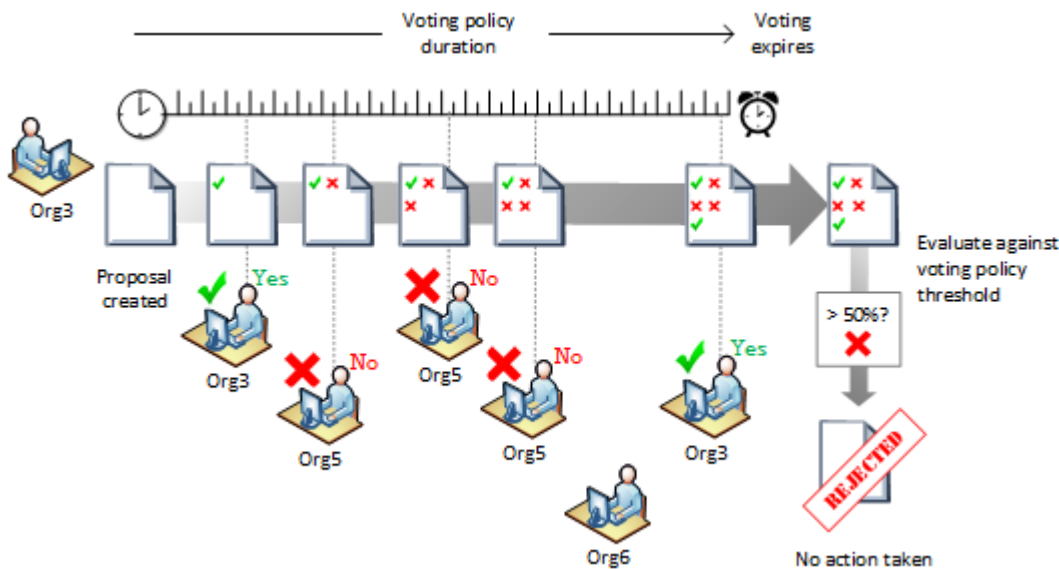 Voting policy
duration
Voting
expires
Org3
Proposal
created
Yes
Org3
No
Org5
No
Org5
No
Org5
Org6
Yes
Org3
Evaluate against
voting policy
threshold
> 50%?
REJECTED
No action taken